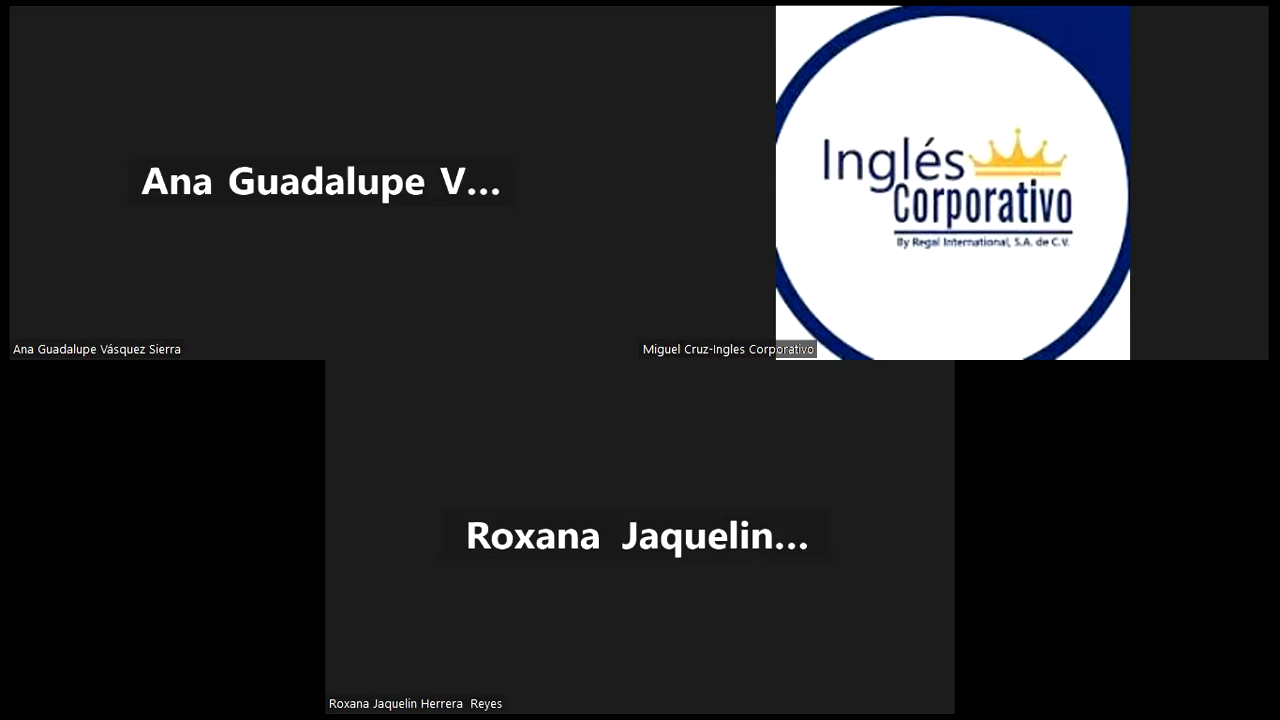 Ana Guadalupe V...
Ana Guadalupe Vásquez Sierra
Inglés
Corporativo
By Regal International, S.A. de C.V.
Miguel Cruz-Ingles Corporativo
Roxana Jaquelin...
Roxana Jaquelin Herrera Reyes